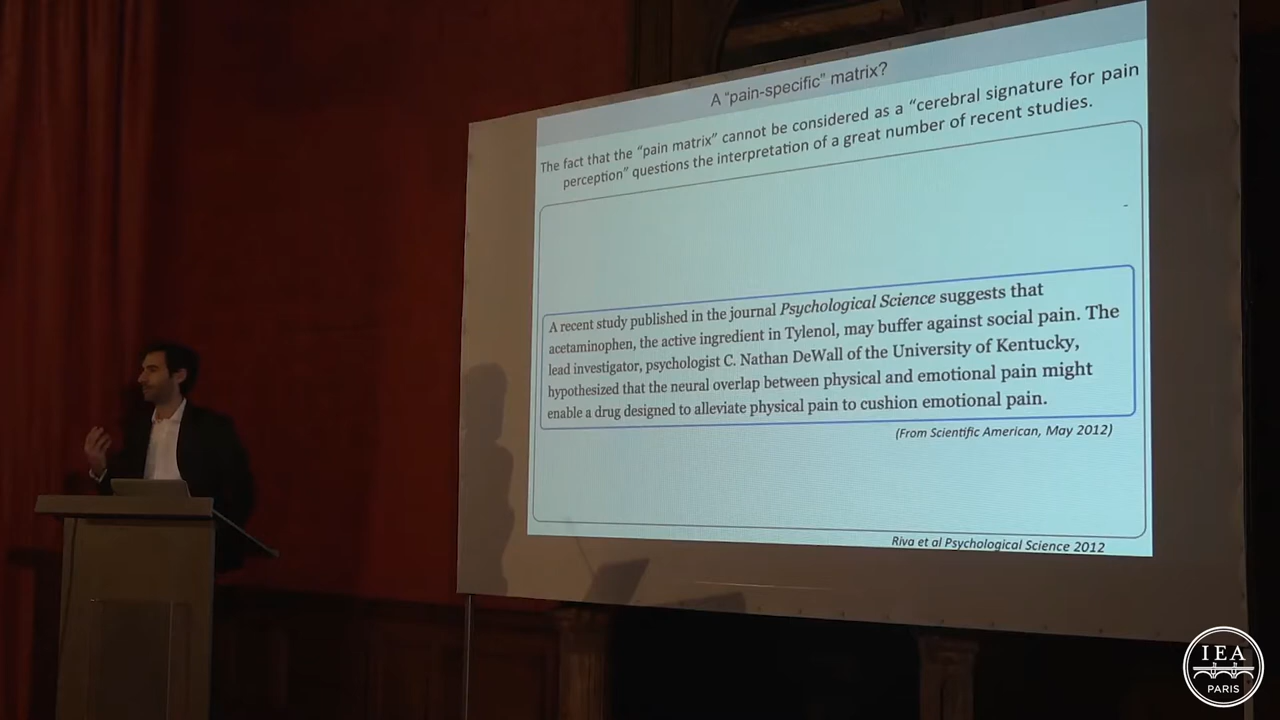 A “pain-specific” matrix?
The fact that the “pain matrix” cannot be considered as a “cerebral signature for pain
perception” questions the interpretation of a great number of recent studies.
A recent study published in the journal Psychological Science suggests that
acetaminophen, the active ingredient in Tylenol, may buffer against social pain. The
lead investigator, psychologist C. Nathan DeWall of the University of Kentucky,
hypothesized that the neural overlap between physical and emotional pain might
enable a drug designed to alleviate physical pain to cushion emotional pain.
(From Scientific American, May 2012)
Riva et al Psychological Science 2012
IEA
PARIS